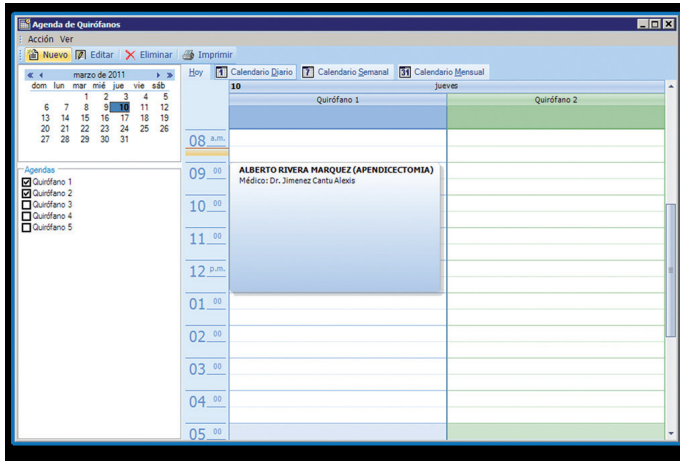 Agenda de Quirófanos
Acción Ver
Nuevo Editar Eliminar Imprimir
marzo de 2011
dom lun mar mié jue vie sáb
1 2 3 4 5
6 7 8 9 10 11 12
13 14 15 16 17 18 19
20 21 22 23 24 25 26
27 28 29 30 31
Agendas
Quirófano 1
Quirófano 2
Quirófano 3
Quirófano 4
Quirófano 5
Hoy 1 Calendario Diario 7 Calendario Semanal 31 Calendario Mensual
10 jueves
Quirófano 1 Quirófano 2
08 a.m.
09 00
ALBERTO RIVERA MARQUEZ (APENDICECTOMIA)
Médico: Dr. Jimenez Cantu Alexis
10 00
11 00
12 p.m.
01 00
02 00
03 00
04 00
05 00